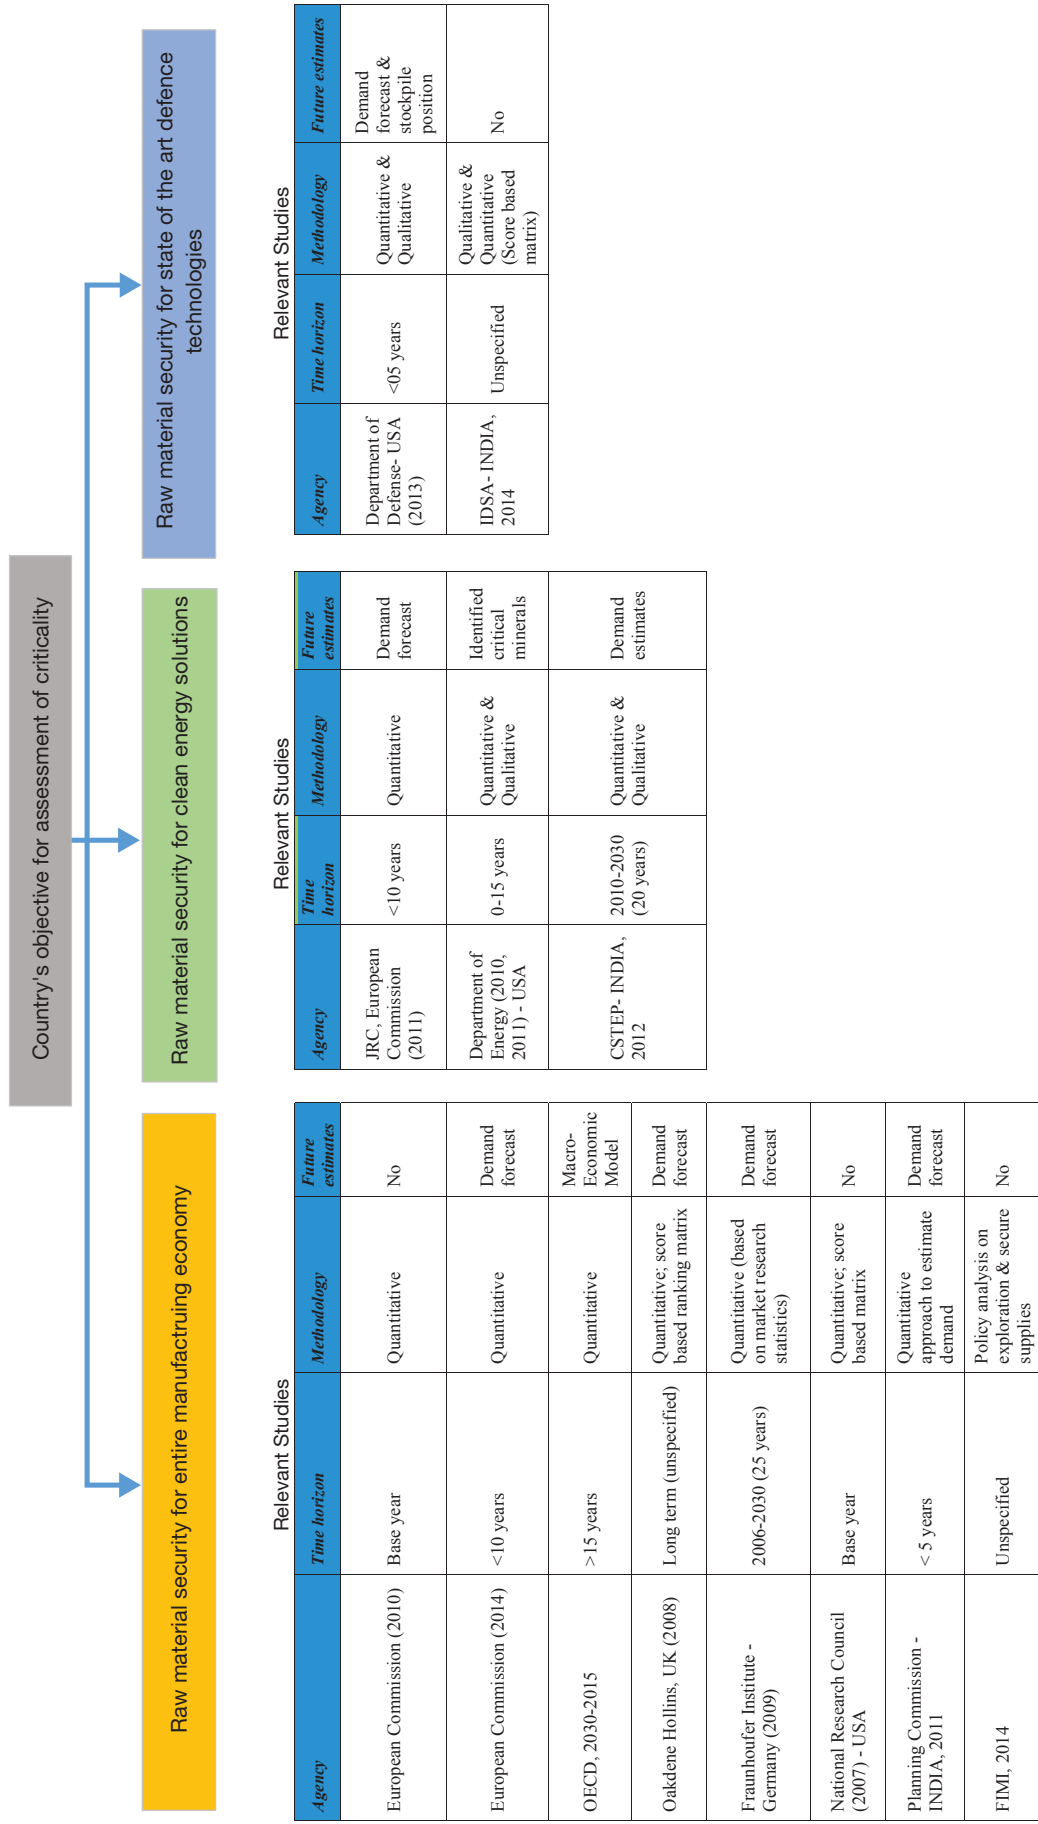 Country's objective for assessment of criticality
Raw material security for entire manufactruing economy
Raw material security for clean energy solutions
Raw material security for state of the art defence
technologies
Relevant Studies
Agency
Time horizon
Methodology
Future
estimates
European Commission (2010)
Base year
Quantitative
No
European Commission (2014)
<10 years
Quantitative
Demand
forecast
OECD, 2030-2015
>15 years
Quantitative
Macro-
Economic
Model
Oakdene Hollins, UK (2008)
Long term (unspecified)
Quantitative; score
based ranking matrix
Demand
forecast
Fraunhoufer Institute -
Germany (2009)
2006-2030 (25 years)
Quantitative (based
on market research
statistics)
Demand
forecast
National Research Council
(2007) - USA
Base year
Quantitative; score
based matrix
No
Planning Commission -
INDIA, 2011
< 5 years
Quantitative
approach to estimate
demand
Demand
forecast
FIMI, 2014
Unspecified
Policy analysis on
exploration & secure
supplies
No
Relevant Studies
Agency
Time
horizon
Methodology
Future
estimates
JRC, European
Commission
(2011)
<10 years
Quantitative
Demand
forecast
Department of
Energy (2010,
2011) - USA
0-15 years
Quantitative &
Qualitative
Identified
critical
minerals
CSTEP- INDIA,
2012
2010-2030
(20 years)
Quantitative &
Qualitative
Demand
estimates
Relevant Studies
Agency
Time horizon
Methodology
Future estimates
Department of
Defense- USA
(2013)
<05 years
Quantitative &
Qualitative
Demand
forecast &
stockpile
position
IDSA- INDIA,
2014
Unspecified
Qualitative &
Quantitative
(Score based
matrix)
No